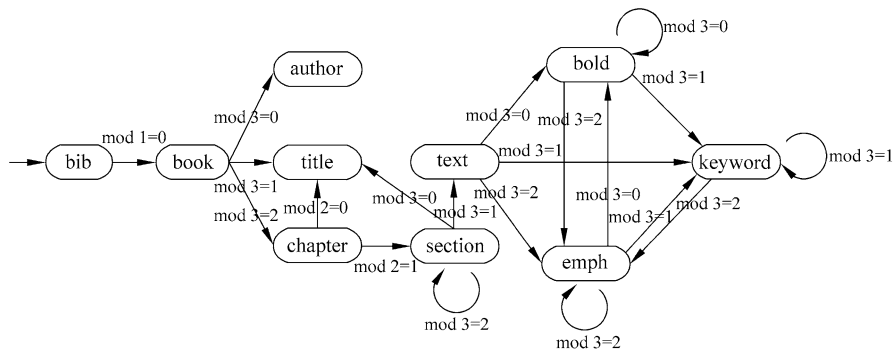 bold
mod 3=0
author
mod 3=1
mod 3=0
mod 3=0
mod 3=2
mod 1=0
bib
book
title
text
mod 3=1
keyword
mod 3=1
mod 3=1
mod 3=2
mod 2=0
mod 3=0
mod 3=1
mod 3=2
mod 3=0
mod 3=1
mod 3=2
chapter
section
mod 2=1
emph
mod 3=2
mod 3=2